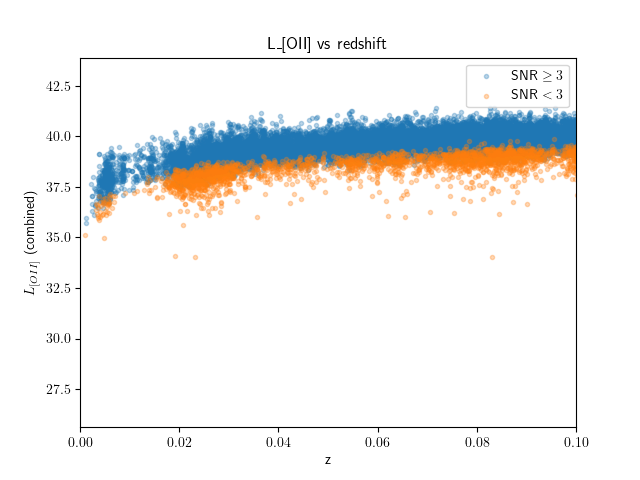 L_[OII] vs redshift
SNR ≥ 3
SNR < 3
42.5
40.0
37.5
35.0
32.5
30.0
27.5
L[OII] (combined)
0.00 0.02 0.04 0.06 0.08 0.10
z